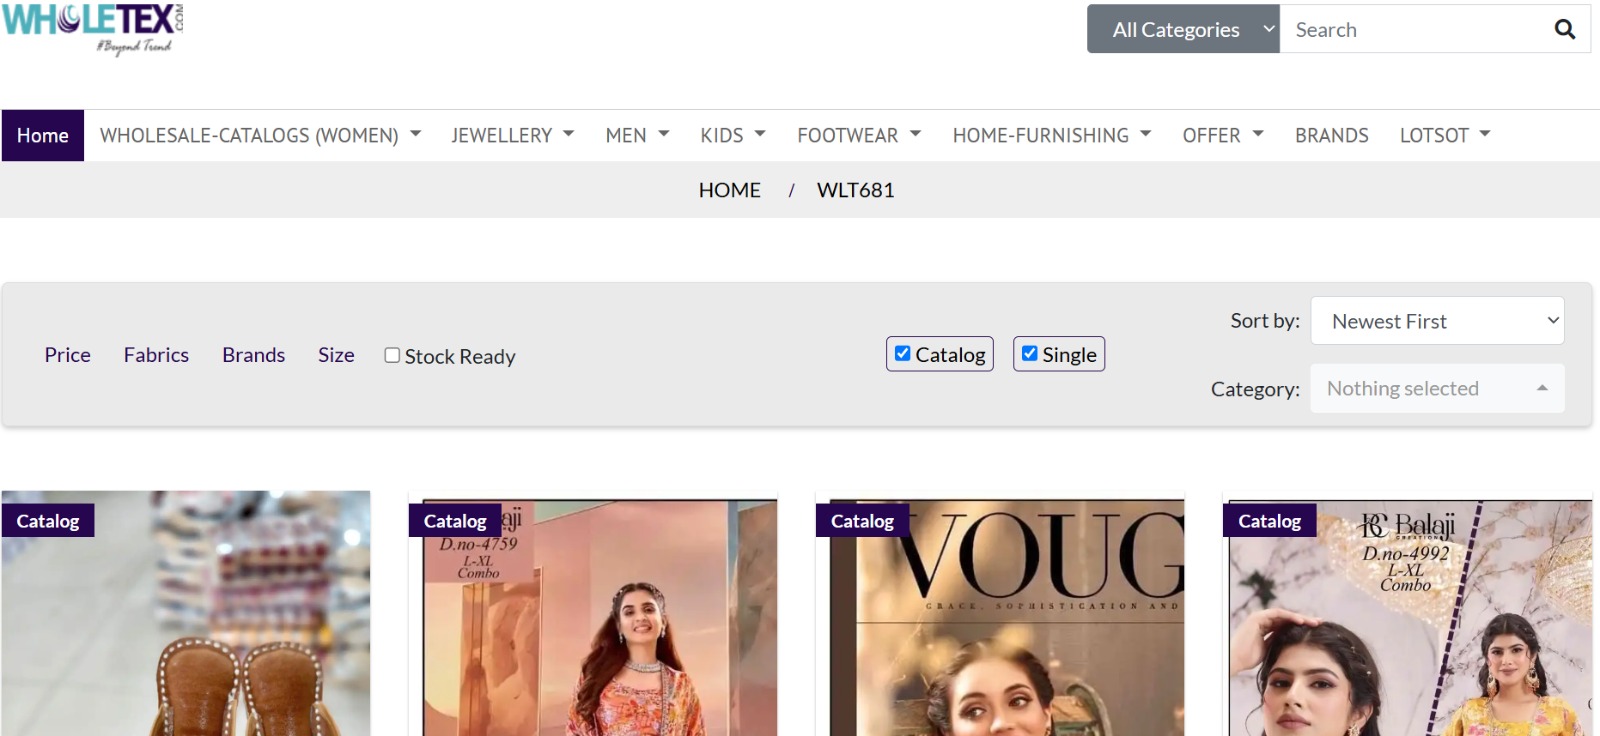 WHOLETEX.COM
#Beyond Trend
All Categories
Search
Home
WHOLESALE-CATALOGS (WOMEN)
JEWELLERY
MEN
KIDS
FOOTWEAR
HOME-FURNISHING
OFFER
BRANDS
LOTSOT
HOME / WLT681
Sort by: Newest First
Price
Fabrics
Brands
Size
Stock Ready
Catalog
Single
Category: Nothing selected
Catalog
Catalog
aji
D.no-4759
L-XL
Combo
Catalog
VOUG
GRACE, SOPHISTICATION AND
Catalog
BC Balaji
CREATION
D.no-4992
L-XL
Combo